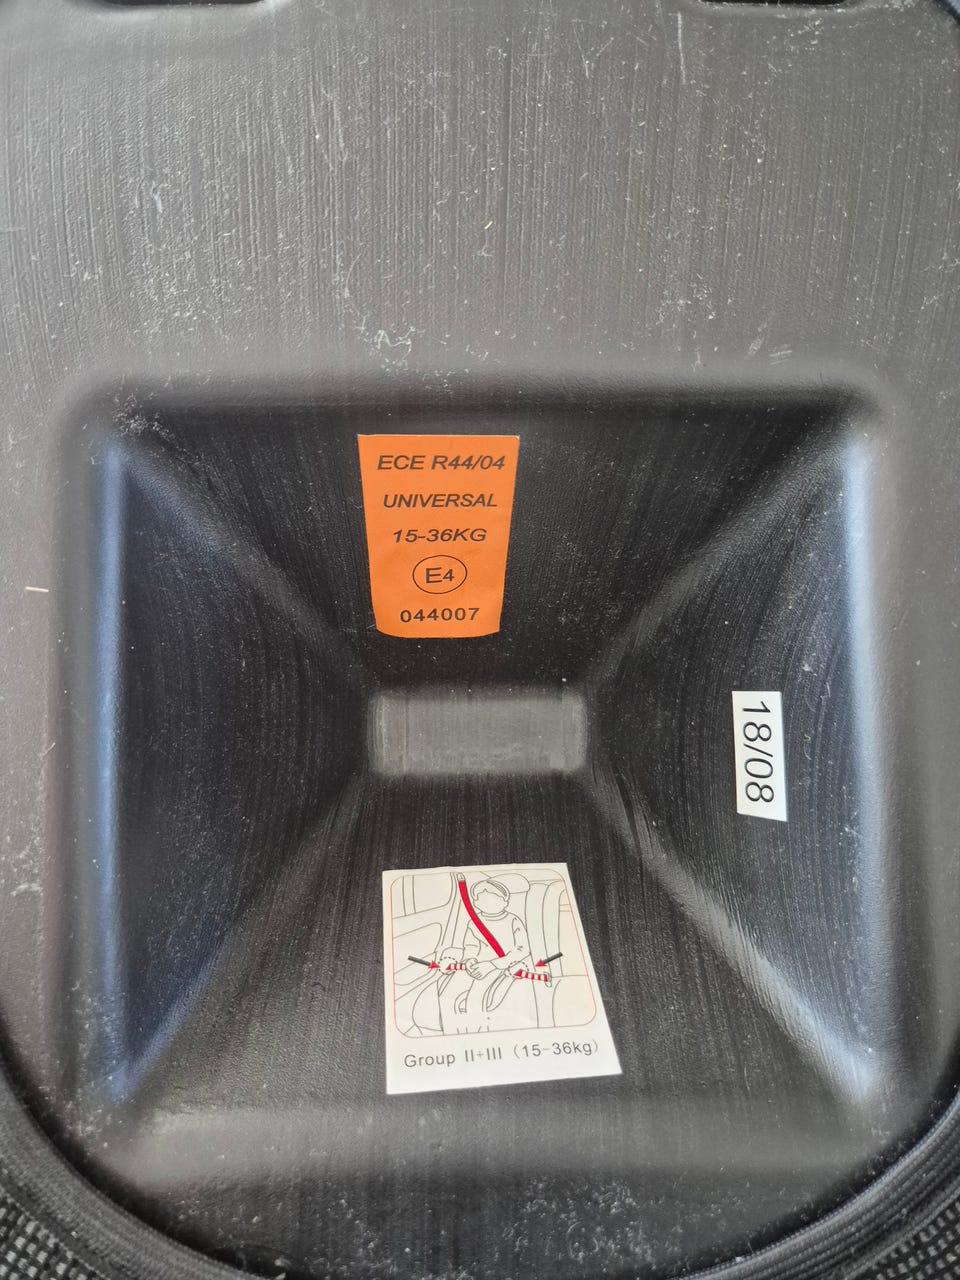 ECE R44/04
UNIVERSAL
15-36KG
E4
044007
18/08
Group II+III (15-36kg)